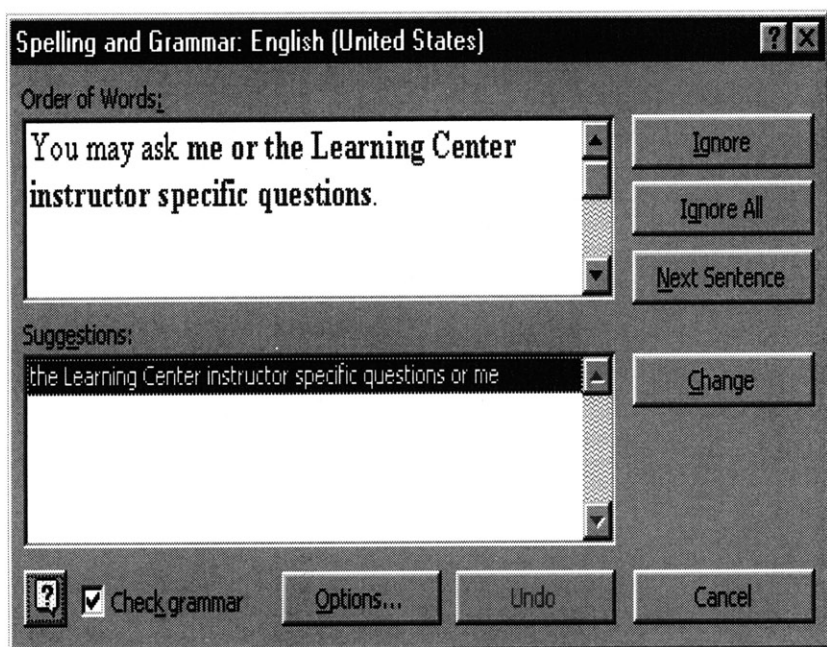 Spelling and Grammar: English (United States)
Order of Words:
You may ask me or the Learning Center
instructor specific questions.
Ignore
Ignore All
Next Sentence
Suggestions:
the Learning Center instructor specific questions or me
Change
Check grammar
Options...
Undo
Cancel